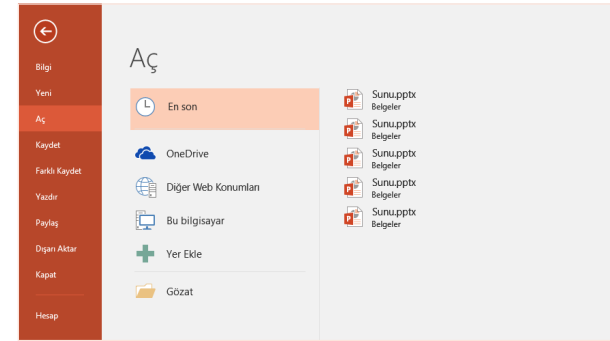 Bilgi
Yeni
Aç
Kaydet
Farklı Kaydet
Yazdır
Paylaş
Dışarı Aktar
Kapat
Hesap
Aç
En son
OneDrive
Diğer Web Konumları
Bu bilgisayar
Yer Ekle
Gözat
Sunu.pptx
Belgeler
Sunu.pptx
Belgeler
Sunu.pptx
Belgeler
Sunu.pptx
Belgeler
Sunu.pptx
Belgeler